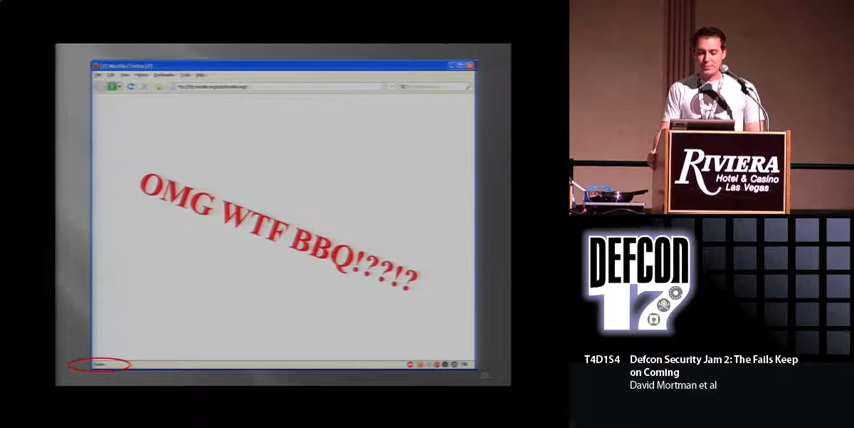 OMG WTF BBQ!??!?
RIVIERA
Hotel & Casino
Las Vegas
DEFCON
17
T4D1S4
Defcon Security Jam 2: The Fails Keep
on Coming
David Mortman et al